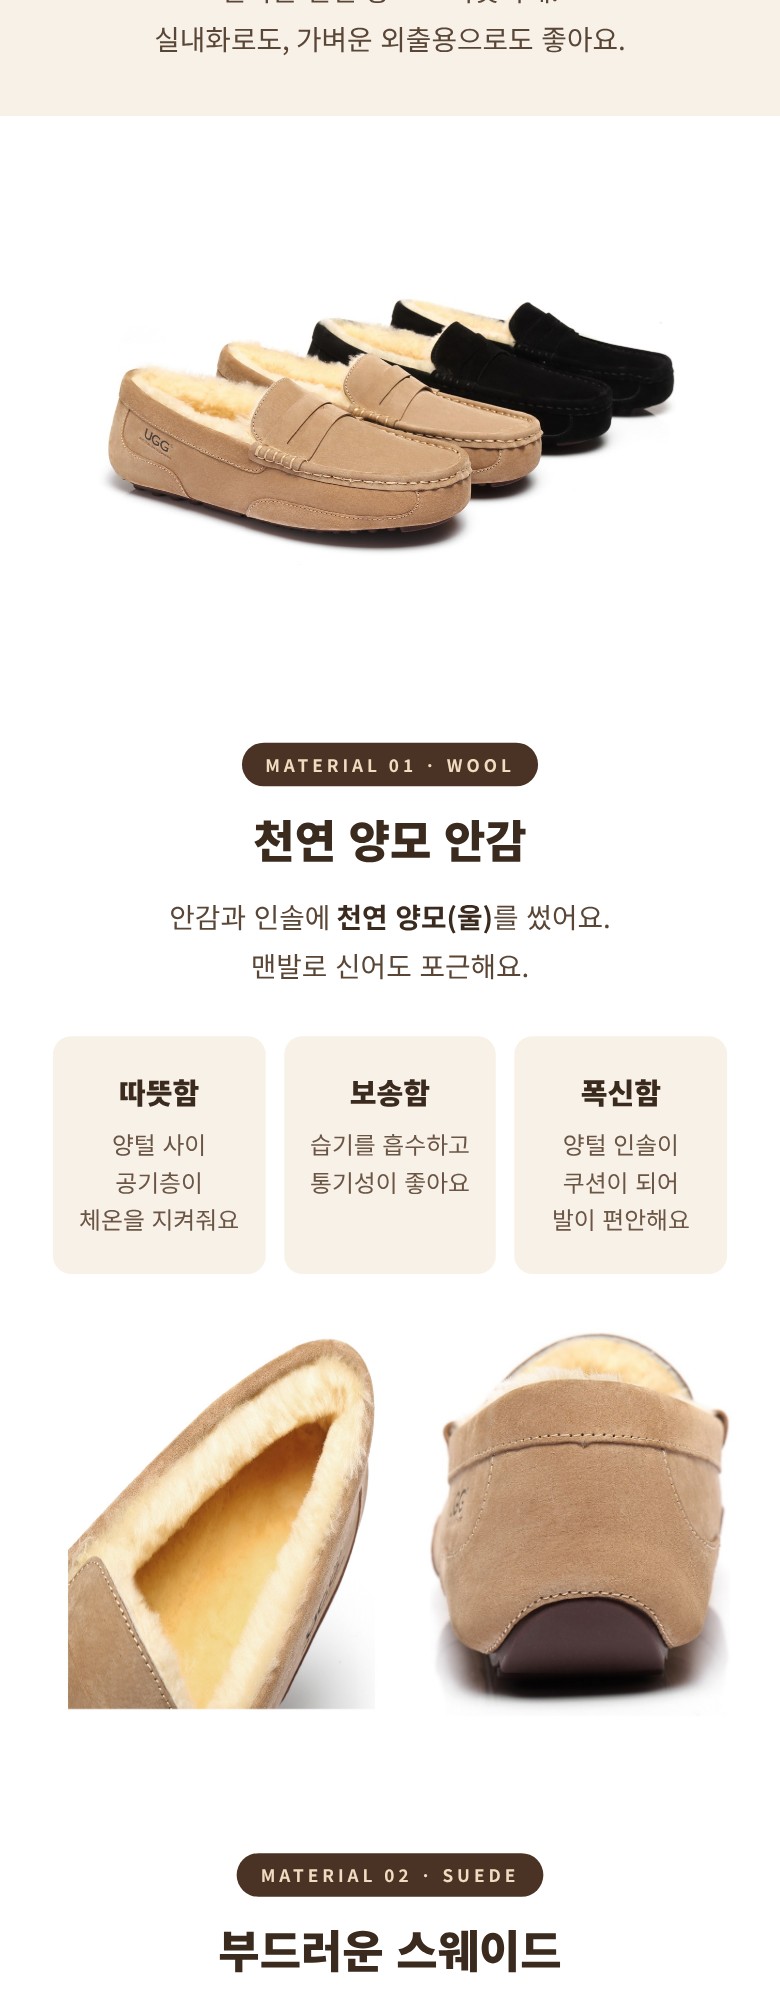 실내화로도, 가벼운 외출용으로도 좋아요.
UGG
MATERIAL 01 · WOOL
천연 양모 안감
안감과 인솔에 천연 양모(울)를 썼어요.
맨발로 신어도 포근해요.
따뜻함
양털 사이
공기층이
체온을 지켜줘요
보송함
습기를 흡수하고
통기성이 좋아요
폭신함
양털 인솔이
쿠션이 되어
발이 편안해요
MATERIAL 02 · SUEDE
부드러운 스웨이드